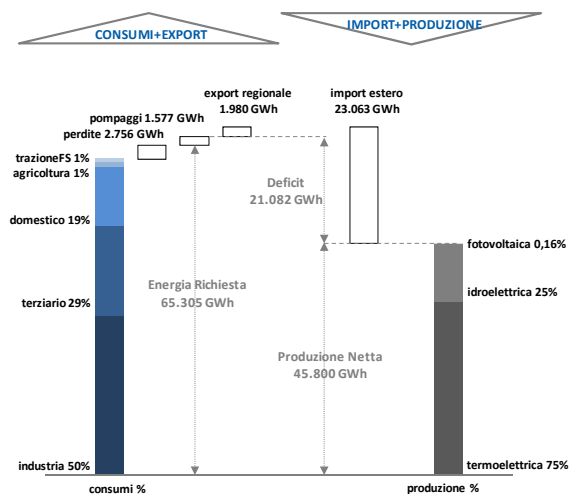 CONSUMI+EXPORT
IMPORT+PRODUZIONE
export regionale
1.980 GWh
import estero
23.063 GWh
pompaggi 1.577 GWh
perdite 2.756 GWh
trazioneFS 1%
agricoltura 1%
Deficit
21.082 GWh
domestico 19%
fotovoltaica 0,16%
Energia Richiesta
65.305 GWh
idroelettrica 25%
terziario 29%
Produzione Netta
45.800 GWh
industria 50%
termoelettrica 75%
consumi %
produzione %